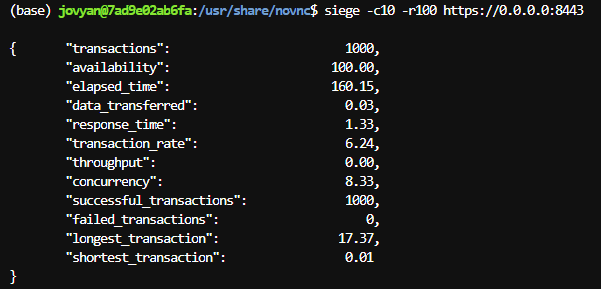 (base) jovyan@7ad9e02ab6fa:/usr/share/novnc$ siege -c10 -r100 https://0.0.0.0:8443
{ "transactions": 1000,
"availability": 100.00,
"elapsed_time": 160.15,
"data_transferred": 0.03,
"response_time": 1.33,
"transaction_rate": 6.24,
"throughput": 0.00,
"concurrency": 8.33,
"successful_transactions": 1000,
"failed_transactions": 0,
"longest_transaction": 17.37,
"shortest_transaction": 0.01
}